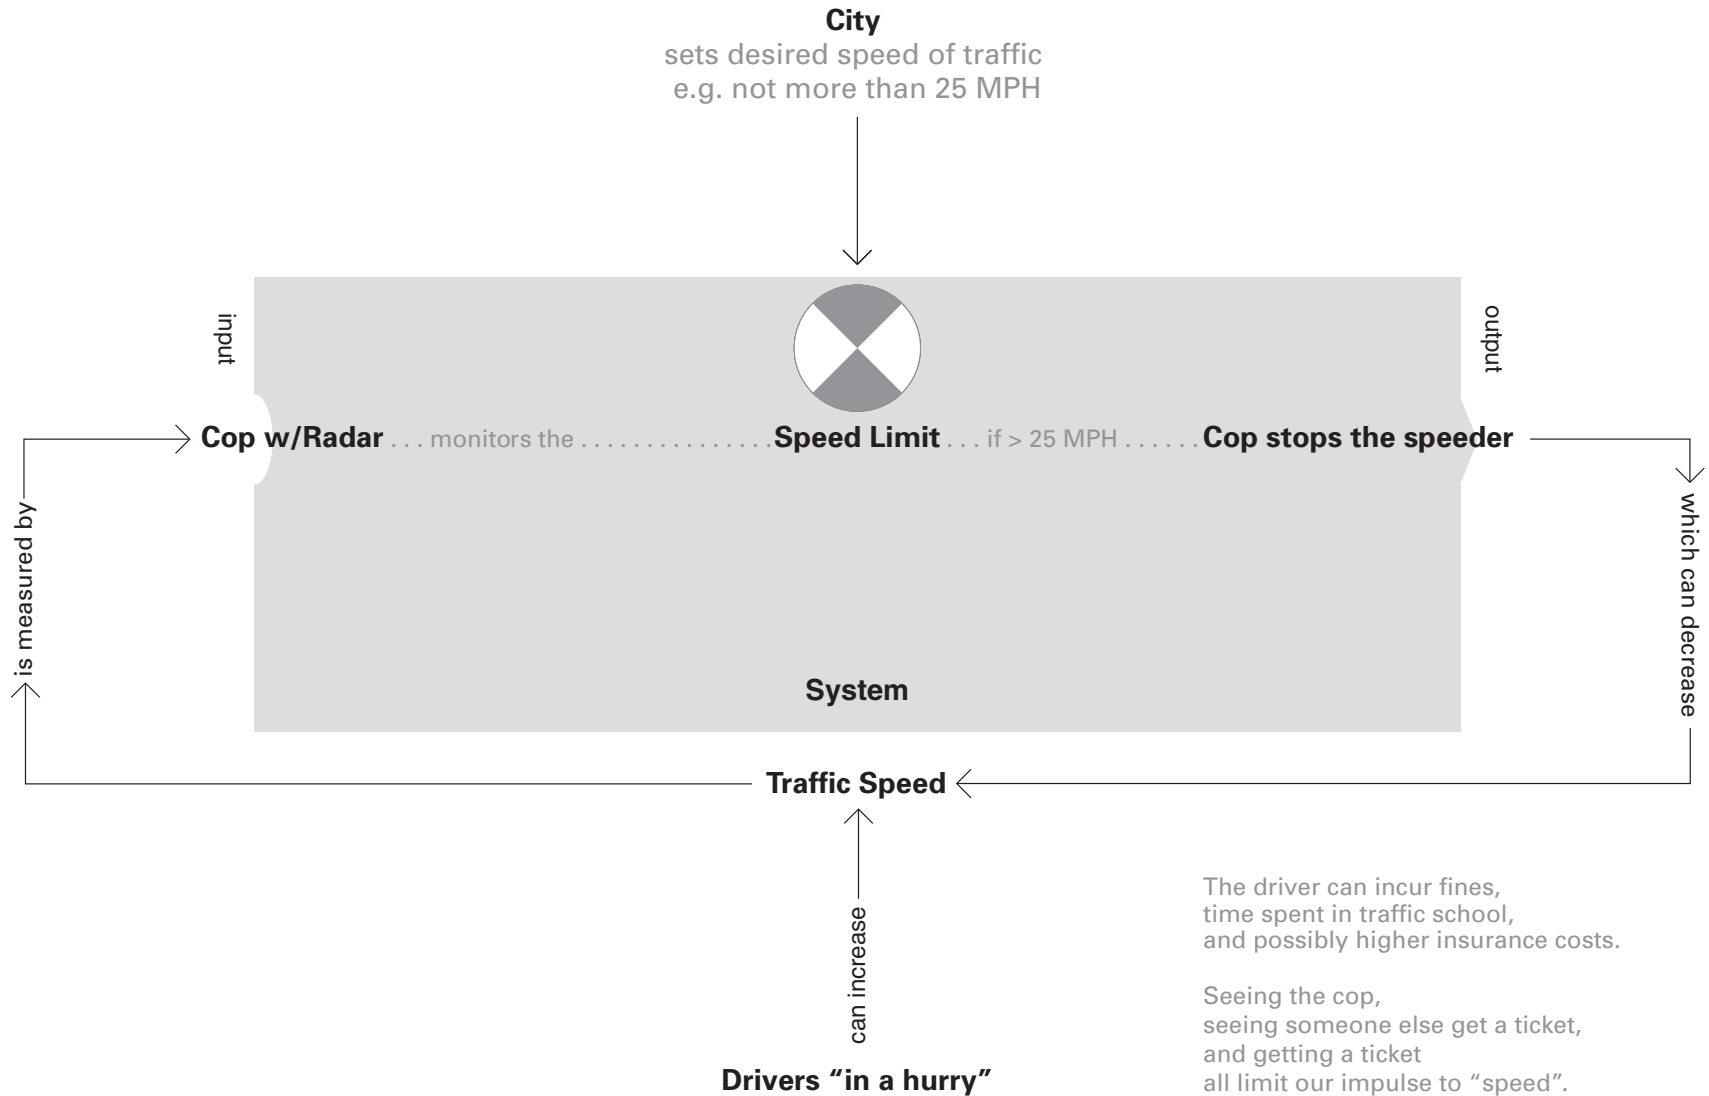 City
sets desired speed of traffic
e.g. not more than 25 MPH
input
output
Cop w/Radar . . . monitors the . . . . . . . . . . . . . . . Speed Limit . . . if > 25 MPH . . . . . . Cop stops the speeder
is measured by
which can decrease
System
Traffic Speed
can increase
Drivers “in a hurry”
The driver can incur fines,
time spent in traffic school,
and possibly higher insurance costs.
Seeing the cop,
seeing someone else get a ticket,
and getting a ticket
all limit our impulse to “speed”.